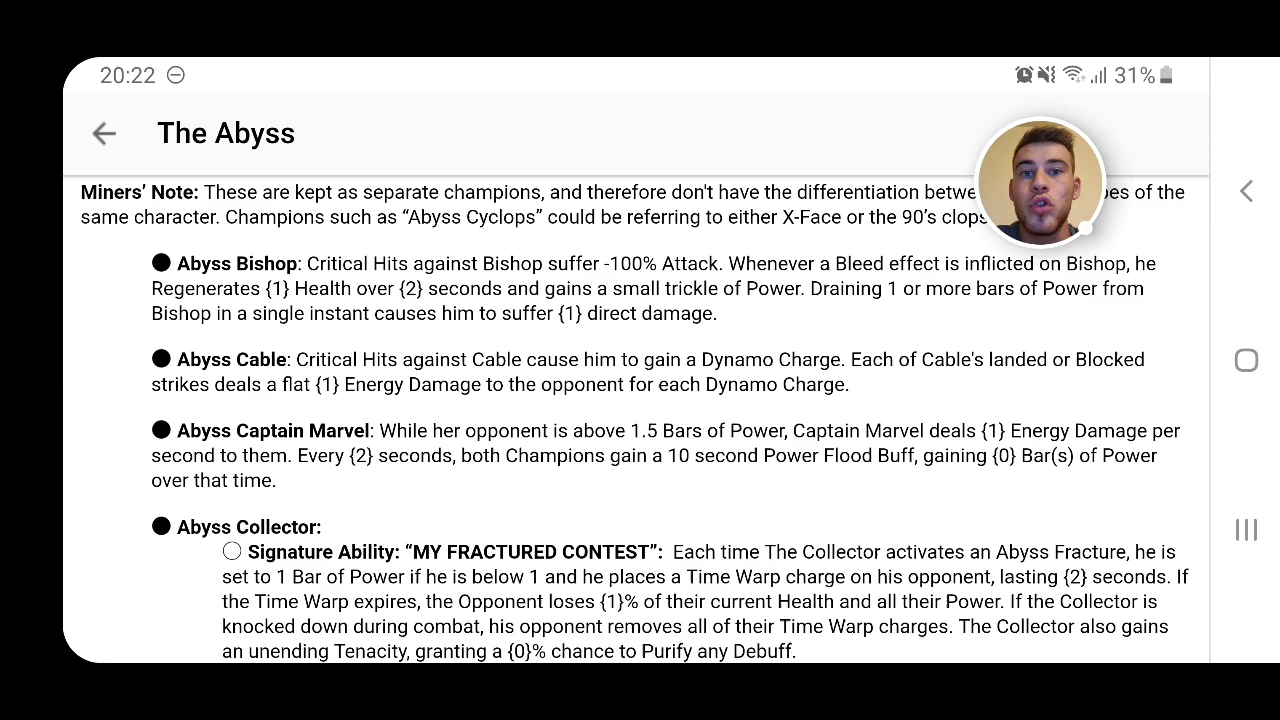 20:22
31%
The Abyss
Miners’ Note: These are kept as separate champions, and therefore don't have the differentiation of the
same character. Champions such as “Abyss Cyclops” could be referring to either X-Face or the 90’s clops
● Abyss Bishop: Critical Hits against Bishop suffer -100% Attack. Whenever a Bleed effect is inflicted on Bishop, he
Regenerates {1} Health over {2} seconds and gains a small trickle of Power. Draining 1 or more bars of Power from
Bishop in a single instant causes him to suffer {1} direct damage.
● Abyss Cable: Critical Hits against Cable cause him to gain a Dynamo Charge. Each of Cable's landed or Blocked
strikes deals a flat {1} Energy Damage to the opponent for each Dynamo Charge.
● Abyss Captain Marvel: While her opponent is above 1.5 Bars of Power, Captain Marvel deals {1} Energy Damage per
second to them. Every {2} seconds, both Champions gain a 10 second Power Flood Buff, gaining {0} Bar(s) of Power
over that time.
● Abyss Collector:
○ Signature Ability: “MY FRACTURED CONTEST”: Each time The Collector activates an Abyss Fracture, he is
set to 1 Bar of Power if he is below 1 and he places a Time Warp charge on his opponent, lasting {2} seconds. If
the Time Warp expires, the Opponent loses {1}% of their current Health and all their Power. If the Collector is
knocked down during combat, his opponent removes all of their Time Warp charges. The Collector also gains
an unending Tenacity, granting a {0}% chance to Purify any Debuff.